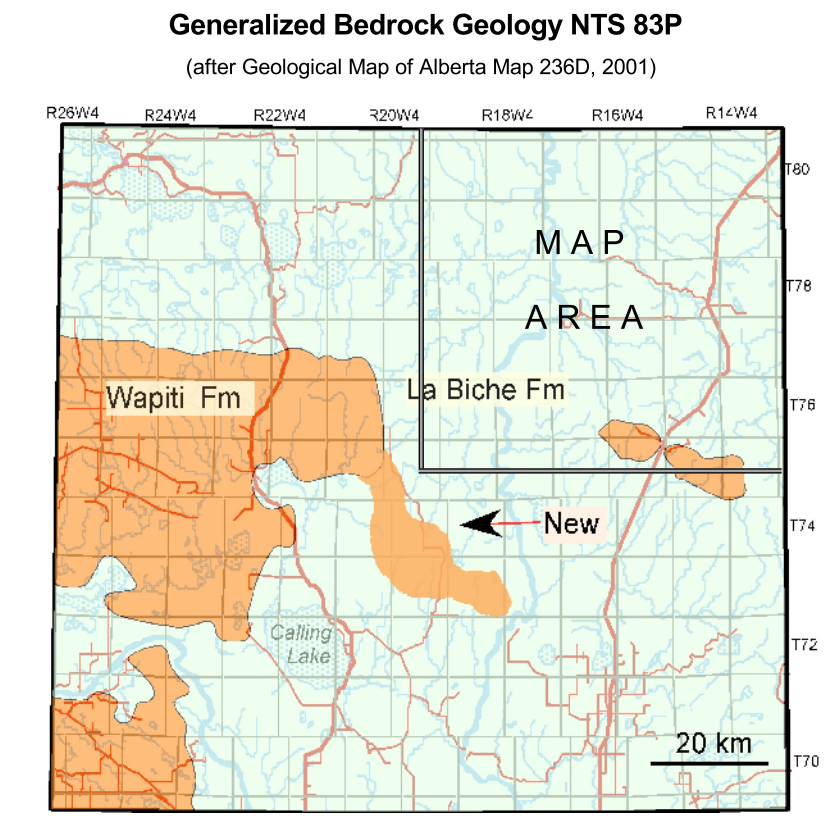 Generalized Bedrock Geology NTS 83P
(after Geological Map of Alberta Map 236D, 2001)
R26W4 R24W4 R22W4 R20W4 R18W4 R16W4 R14W4
T80
MAP
T78
AREA
La Biche Fm
Wapiti Fm
T76
New
T74
Calling
Lake
T72
20 km
T70